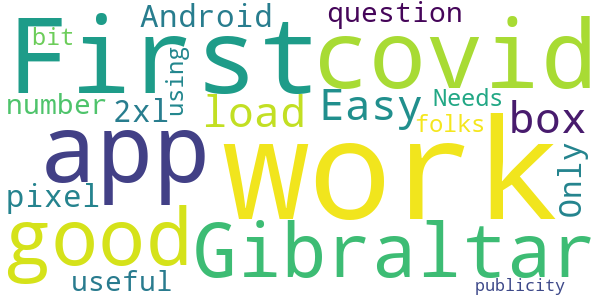 Android question
First covid
bit using
number 2xl load Easy Needs box
folks
app work Only
pixel
good Gibraltar
useful publicity